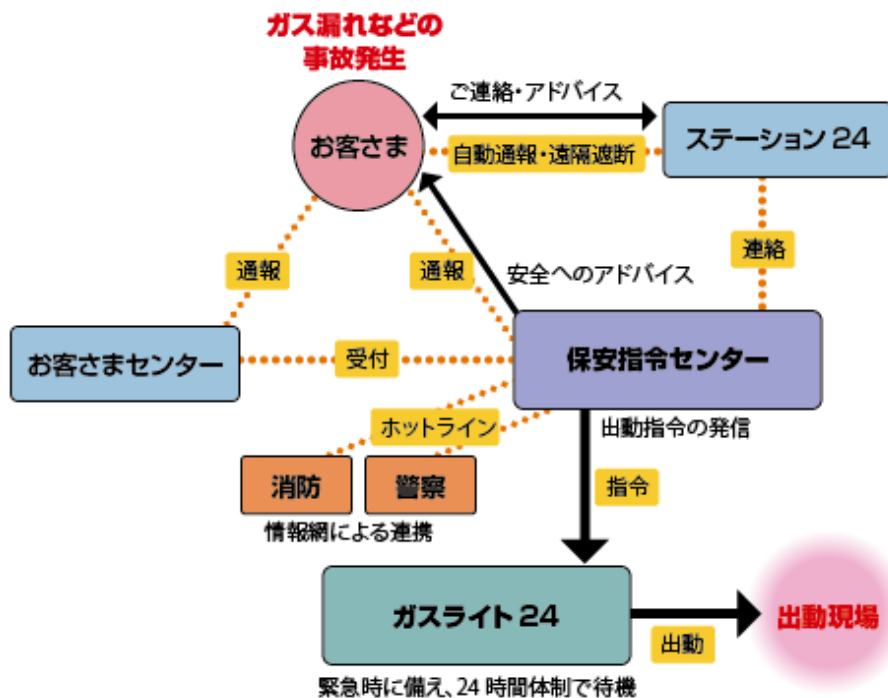 ガス漏れなどの
事故発生
お客さま
ご連絡・アドバイス
自動通報・遠隔遮断
ステーション24
通報
通報
連絡
安全へのアドバイス
お客さまセンター
受付
保安指令センター
ホットライン
出動指令の発信
消防
警察
指令
情報網による連携
ガスライト24
出動
出動現場
緊急時に備え、24時間体制で待機